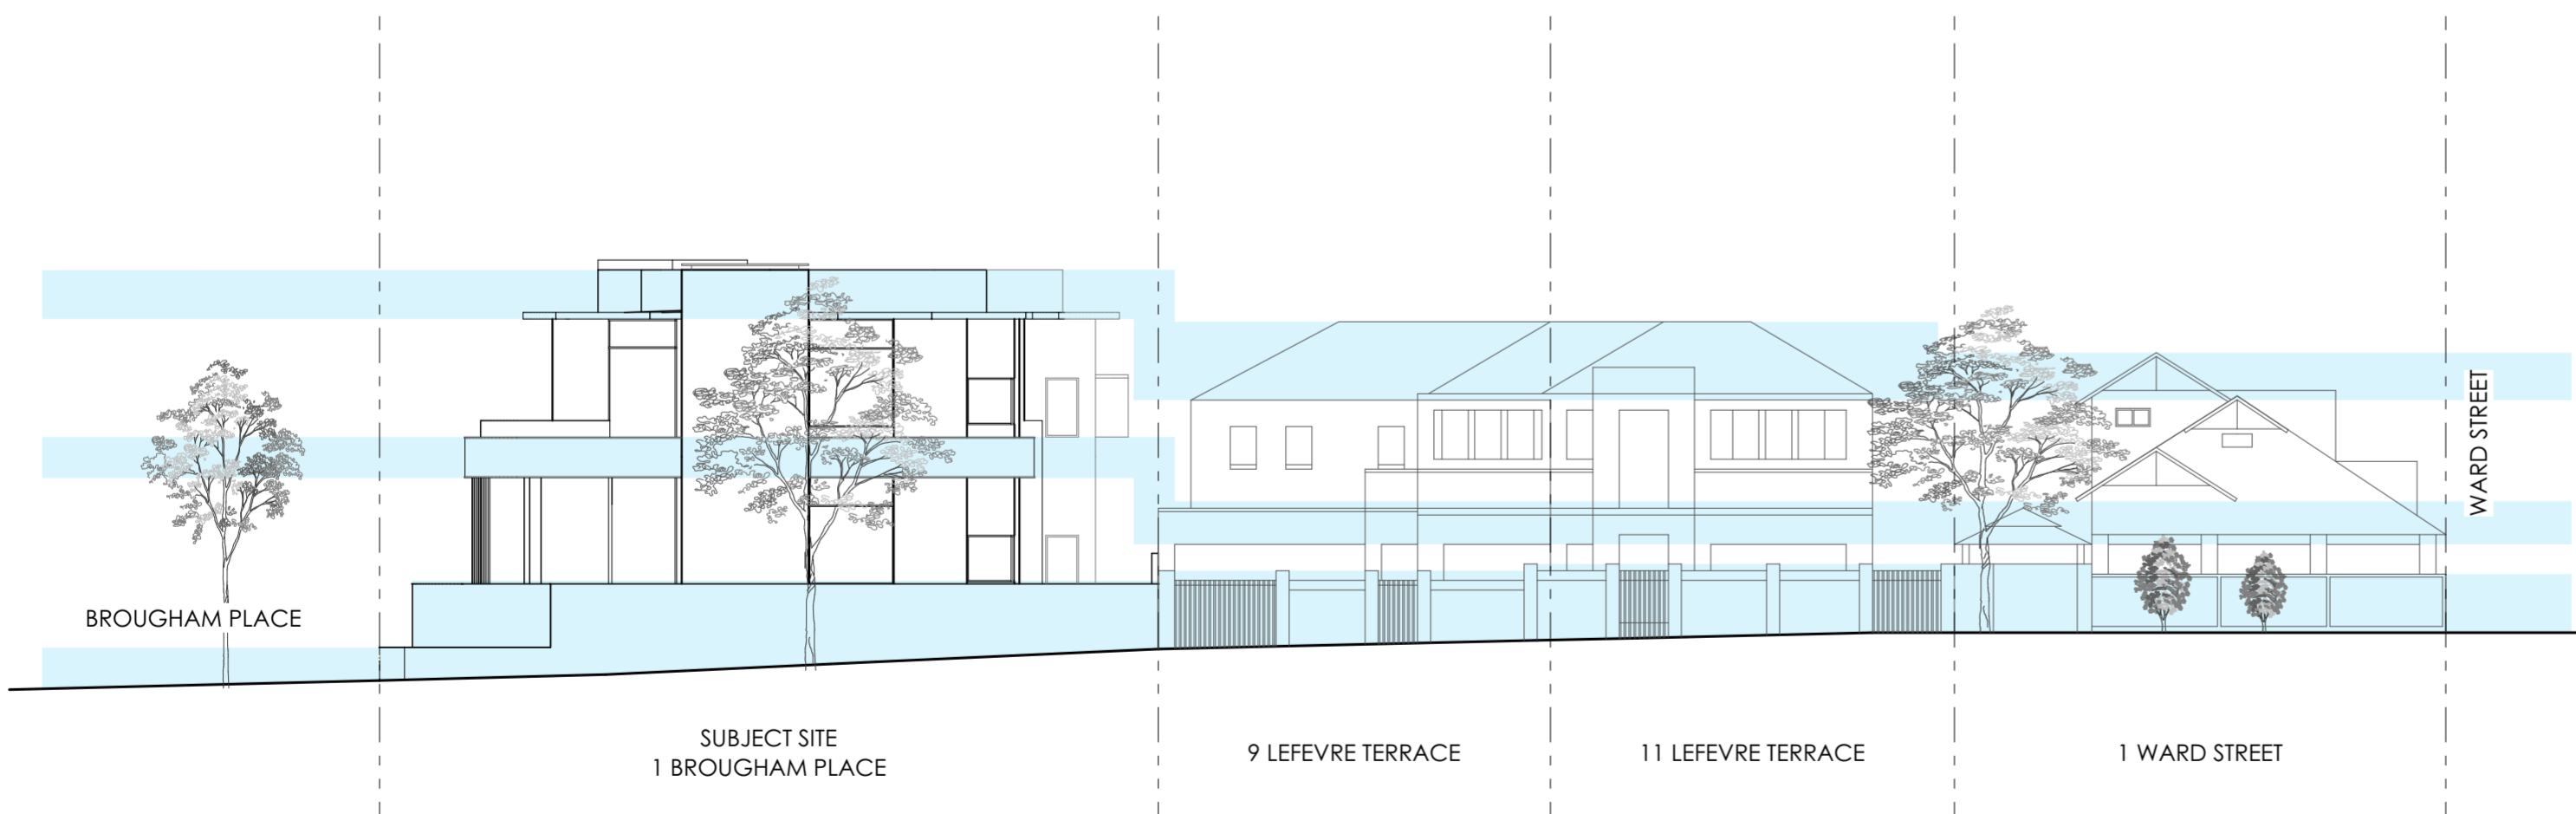 BROUGHAM PLACE
SUBJECT SITE
1 BROUGHAM PLACE
9 LEFEVRE TERRACE
11 LEFEVRE TERRACE
1 WARD STREET
WARD STREET